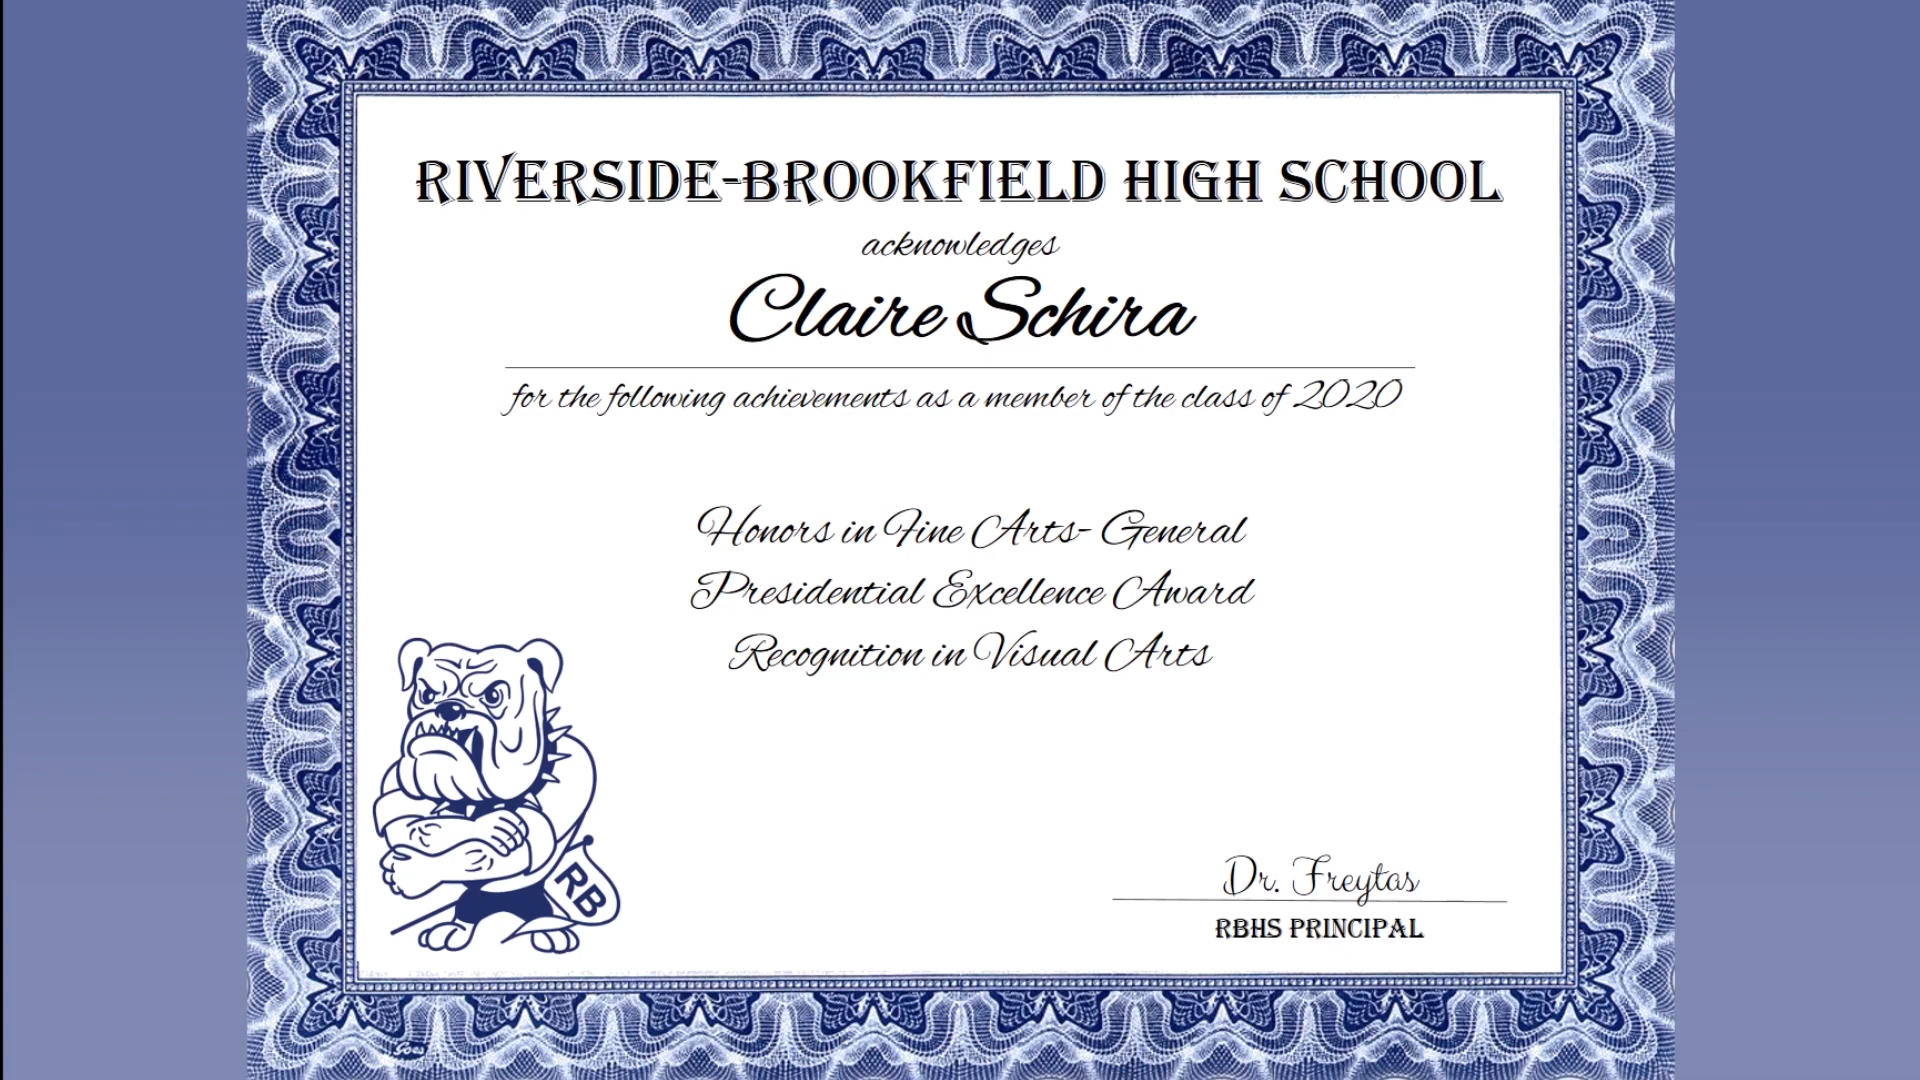 RIVERSIDE-BROOKFIELD HIGH SCHOOL
acknowledges
Claire Schira
for the following achievements as a member of the class of 2020
Honors in Fine Arts- General
Presidential Excellence Award
Recognition in Visual Arts
RB
Dr. Freytas
RBHS PRINCIPAL
Goes